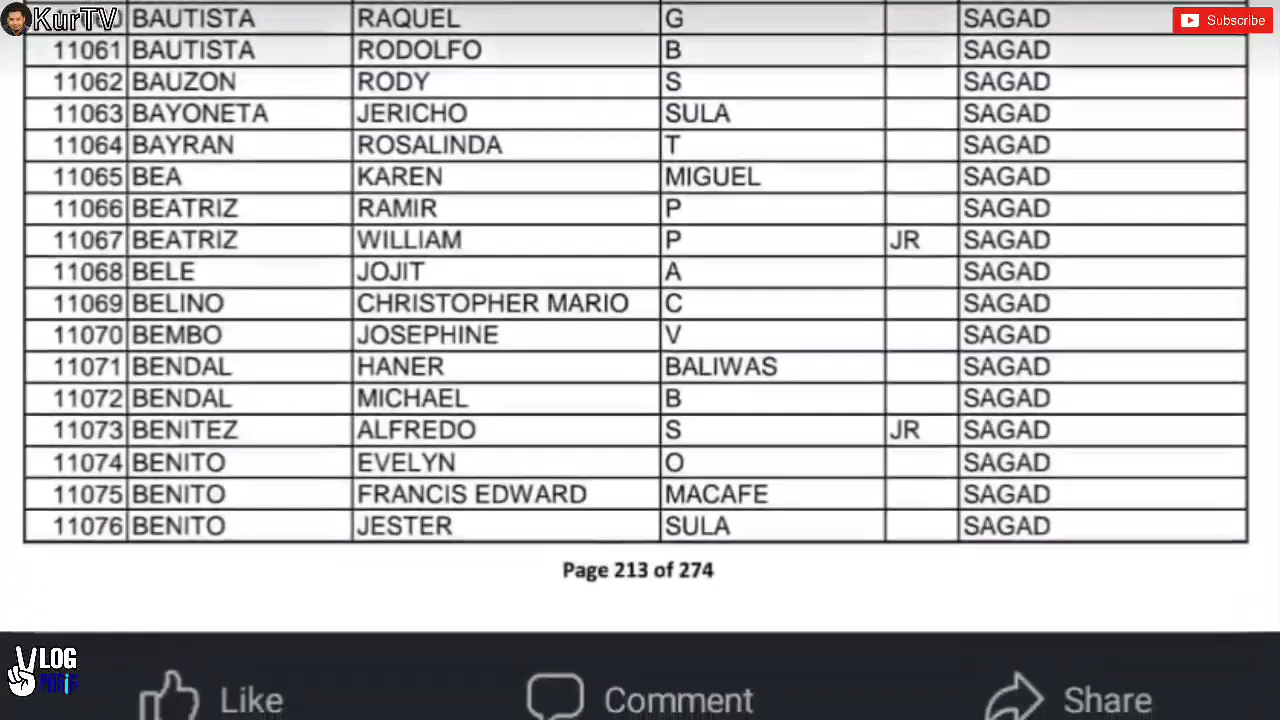 KurTV
Subscribe
BAUTISTA RAQUEL G SAGAD
11061 BAUTISTA RODOLFO B SAGAD
11062 BAUZON RODY S SAGAD
11063 BAYONETA JERICHO SULA SAGAD
11064 BAYRAN ROSALINDA T SAGAD
11065 BEA KAREN MIGUEL SAGAD
11066 BEATRIZ RAMIR P SAGAD
11067 BEATRIZ WILLIAM P JR SAGAD
11068 BELE JOJIT A SAGAD
11069 BELINO CHRISTOPHER MARIO C SAGAD
11070 BEMBO JOSEPHINE V SAGAD
11071 BENDAL HANER BALIWAS SAGAD
11072 BENDAL MICHAEL B SAGAD
11073 BENITEZ ALFREDO S JR SAGAD
11074 BENITO EVELYN O SAGAD
11075 BENITO FRANCIS EDWARD MACAFE SAGAD
11076 BENITO JESTER SULA SAGAD
Page 213 of 274
VLOG
Like Comment Share